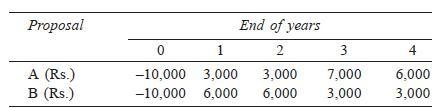 Proposal End of years
0 1 2 3 4
A (Rs.) –10,000 3,000 3,000 7,000 6,000
B (Rs.) –10,000 6,000 6,000 3,000 3,000